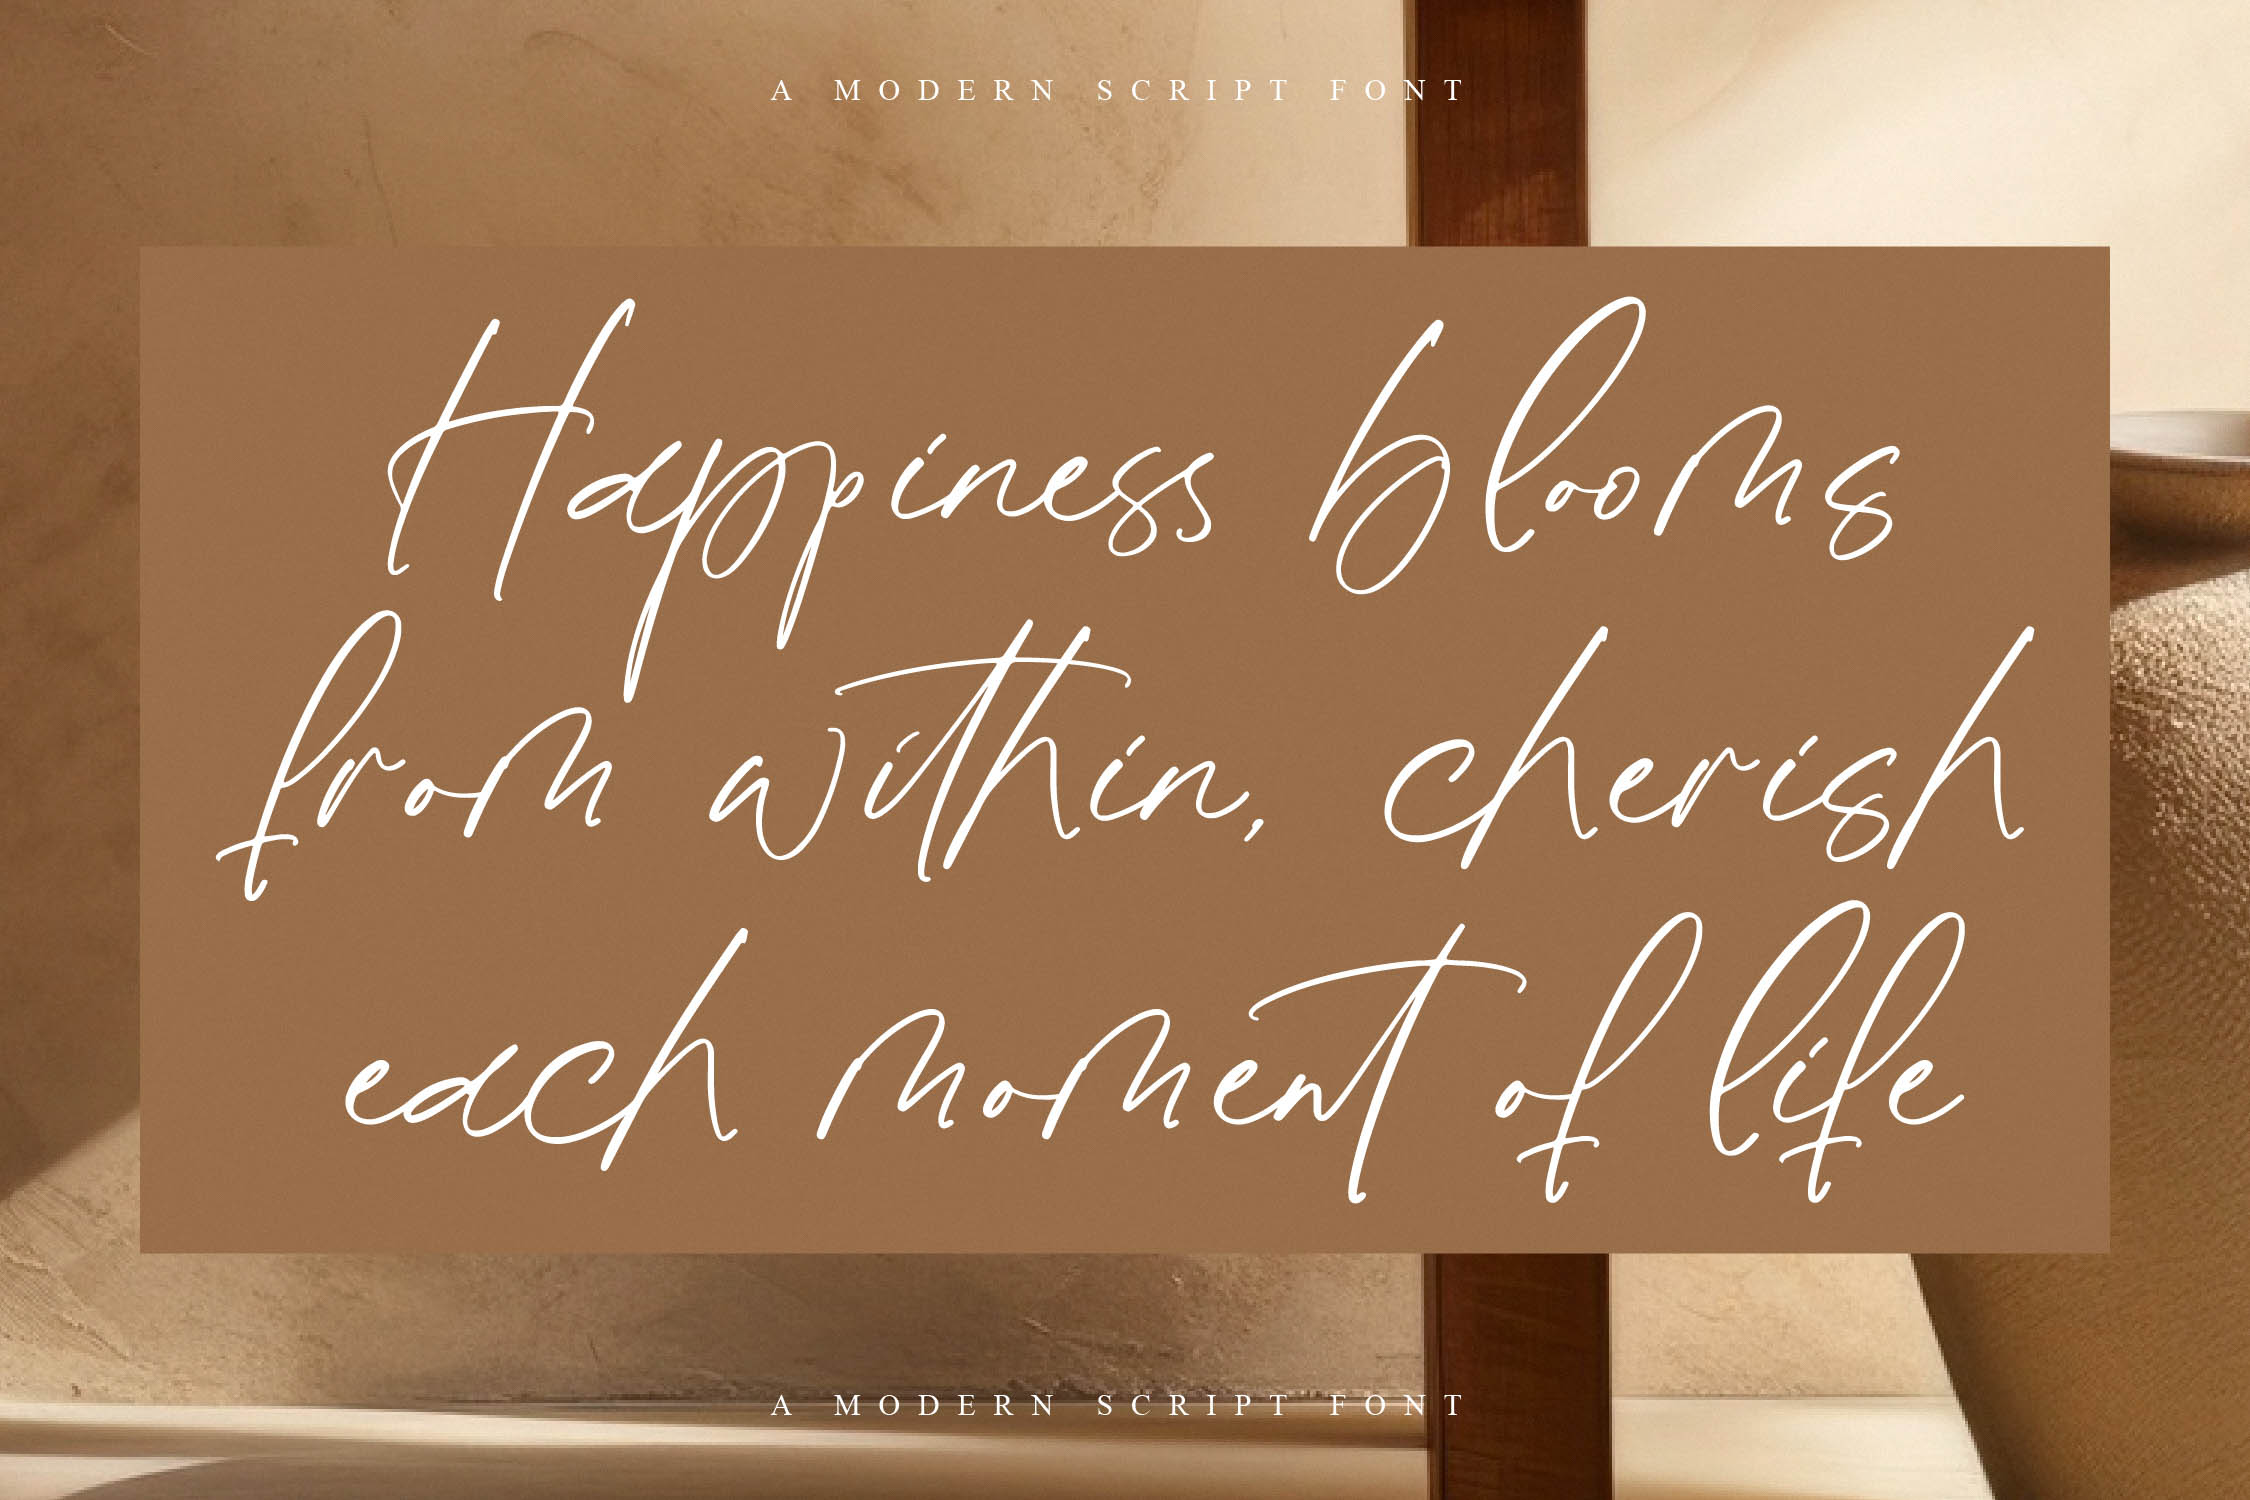 A MODERN SCRIPT FONT
Happiness blooms
from within, cherish
each moment of life
A MODERN SCRIPT FONT